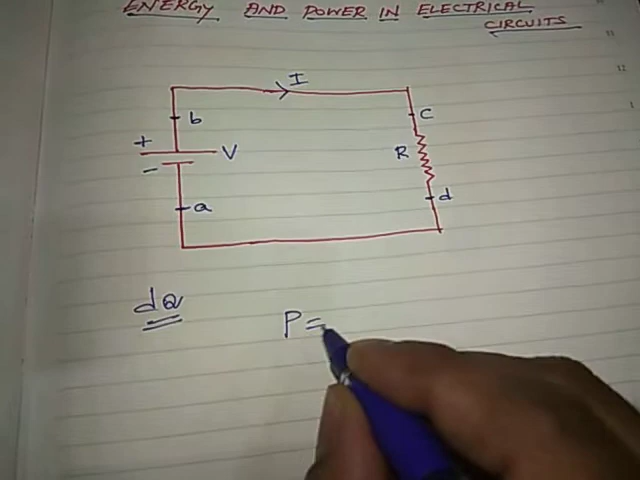 ENERGY AND POWER IN ELECTRICAL
CIRCUITS
I
b
c
+
V
R
-
a
d
dQ
P=